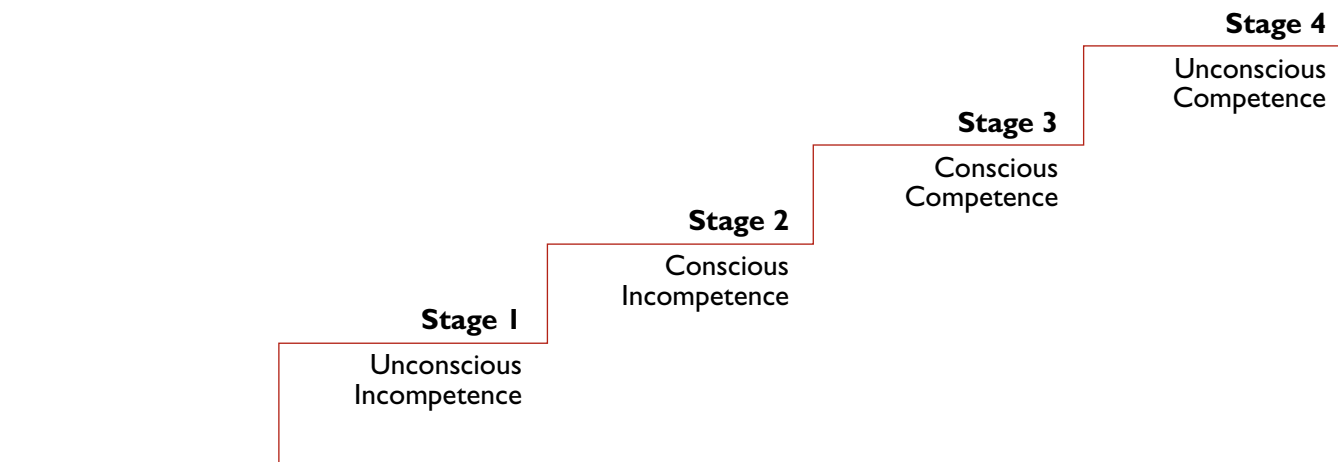 Stage 4
Unconscious
Competence
Stage 3
Conscious
Competence
Stage 2
Conscious
Incompetence
Stage 1
Unconscious
Incompetence